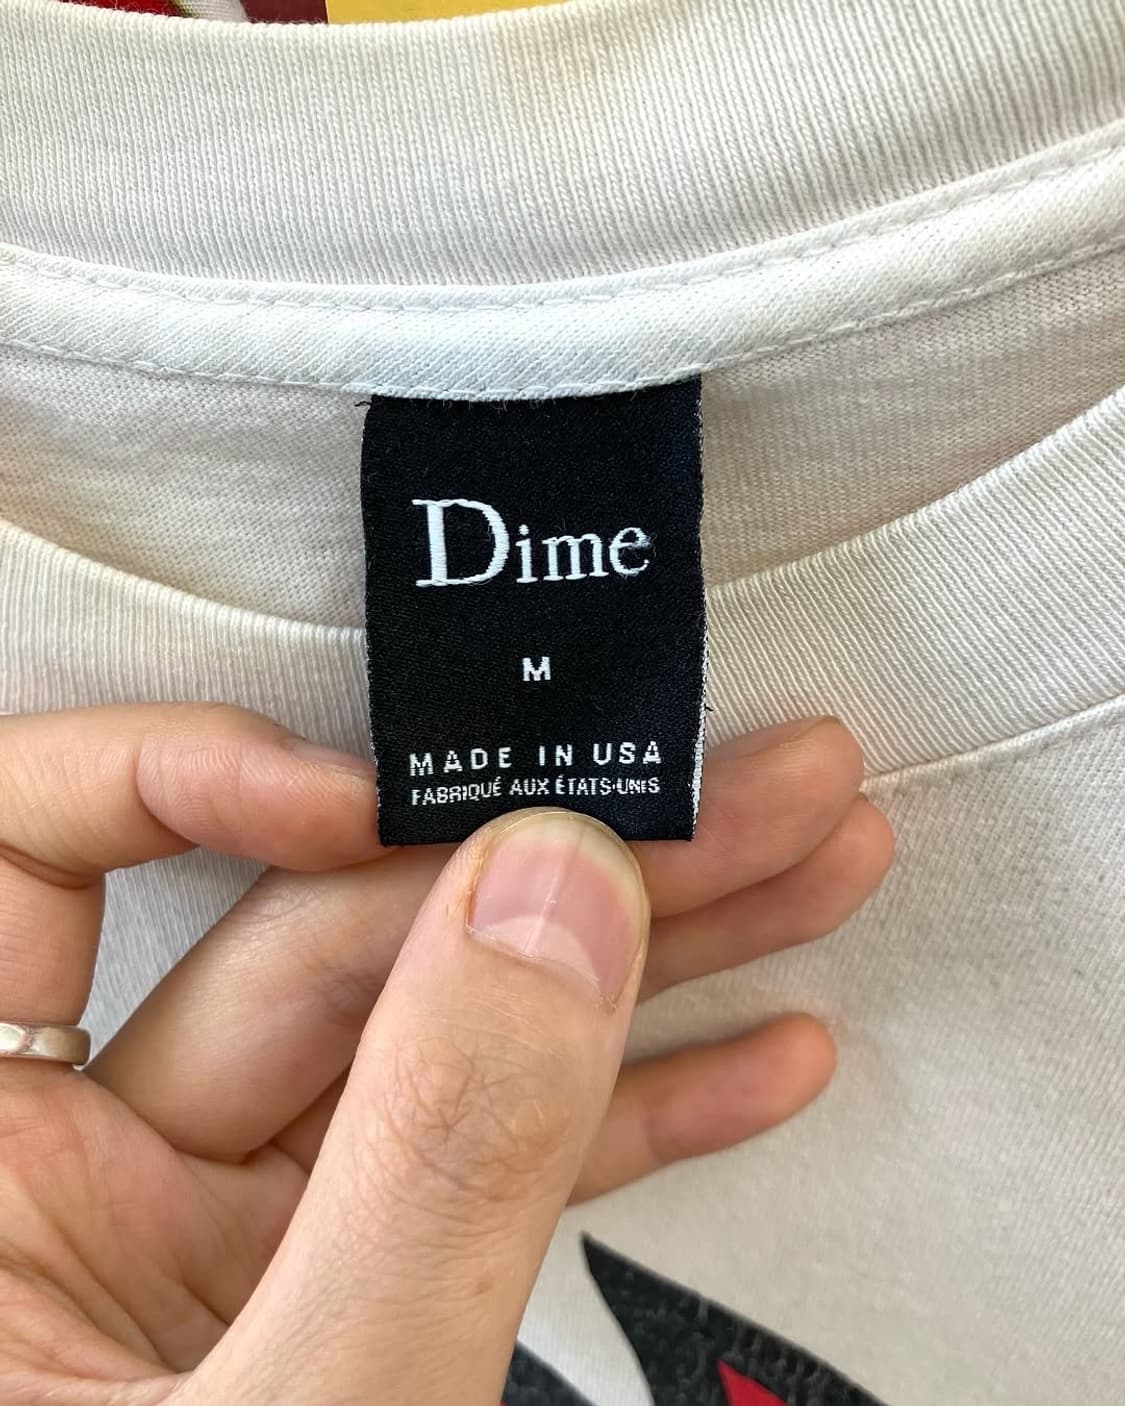 Dime
M
MADE IN USA
FABRIQUÉ AUX ÉTATS-UNIS